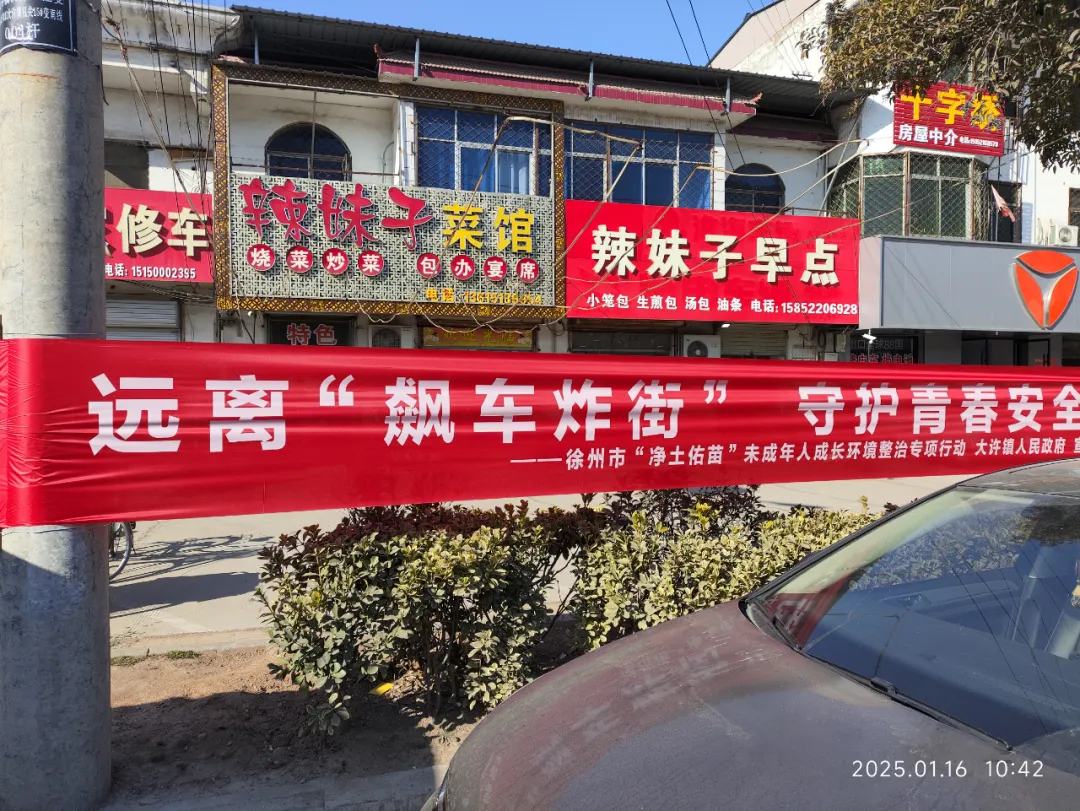 修车
电话: 15150002395
辣妹子菜馆
烧菜炒菜 包办宴席
特色
辣妹子早点
小笼包 生煎包 汤包 油条 电话: 15852206928
十字绣
房屋中介
远离“飙车炸街” 守护青春安全
——徐州市“净土佑苗”未成年人成长环境整治专项行动 大许镇人民政府
2025.01.16 10:42